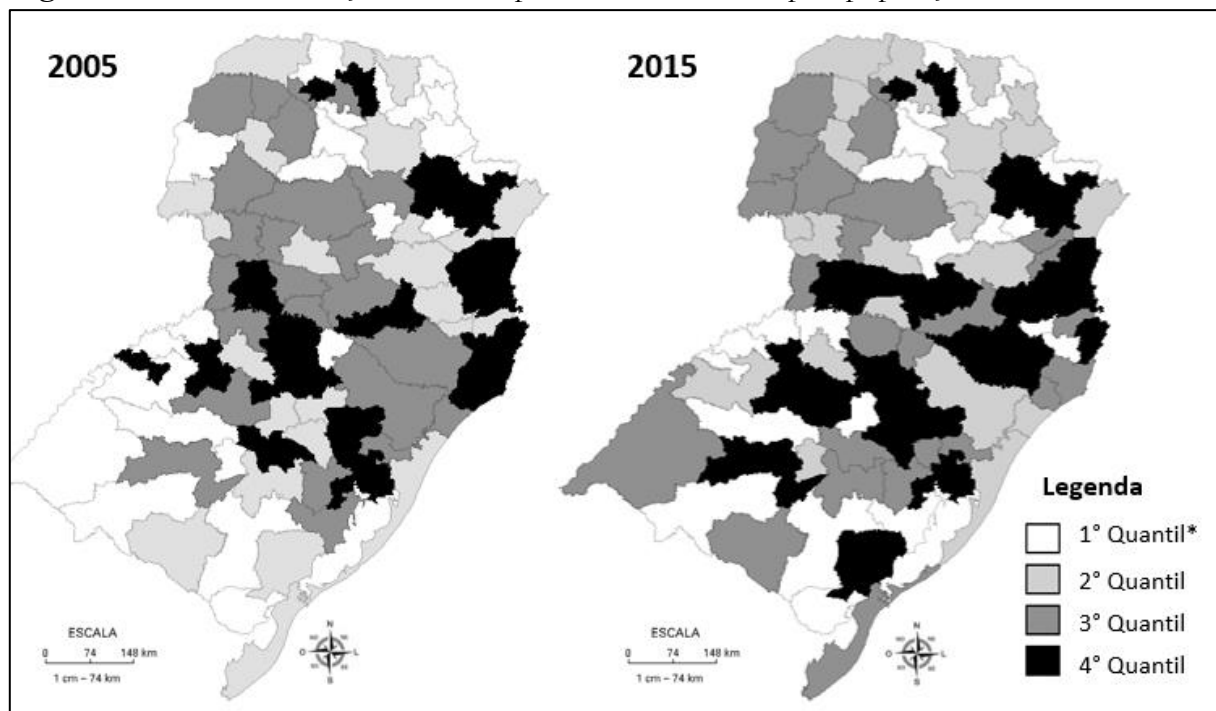 2005
2015
Legenda
1° Quantil*
2° Quantil
3° Quantil
4° Quantil
ESCALA
0 74 148 km
1 cm – 74 km
N
O L
S
ESCALA
0 74 148 km
1 cm – 74 km
N
O L
S